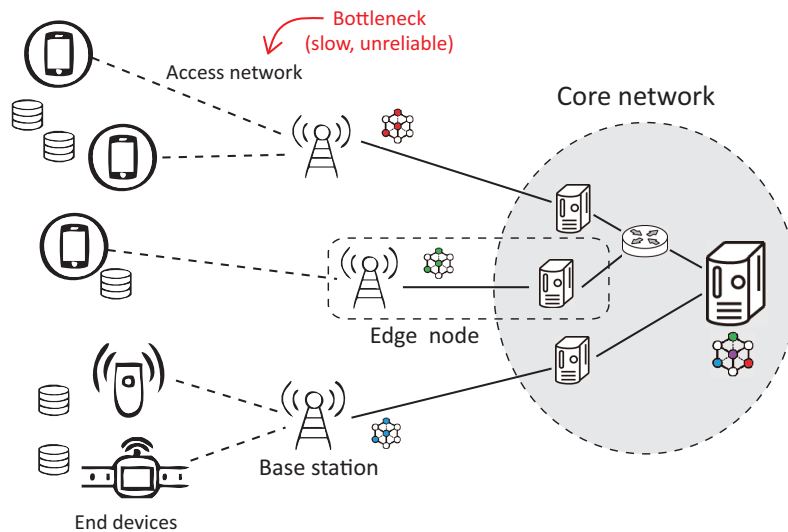 Bottleneck
(slow, unreliable)
Access network
Core network
Edge node
Base station
End devices